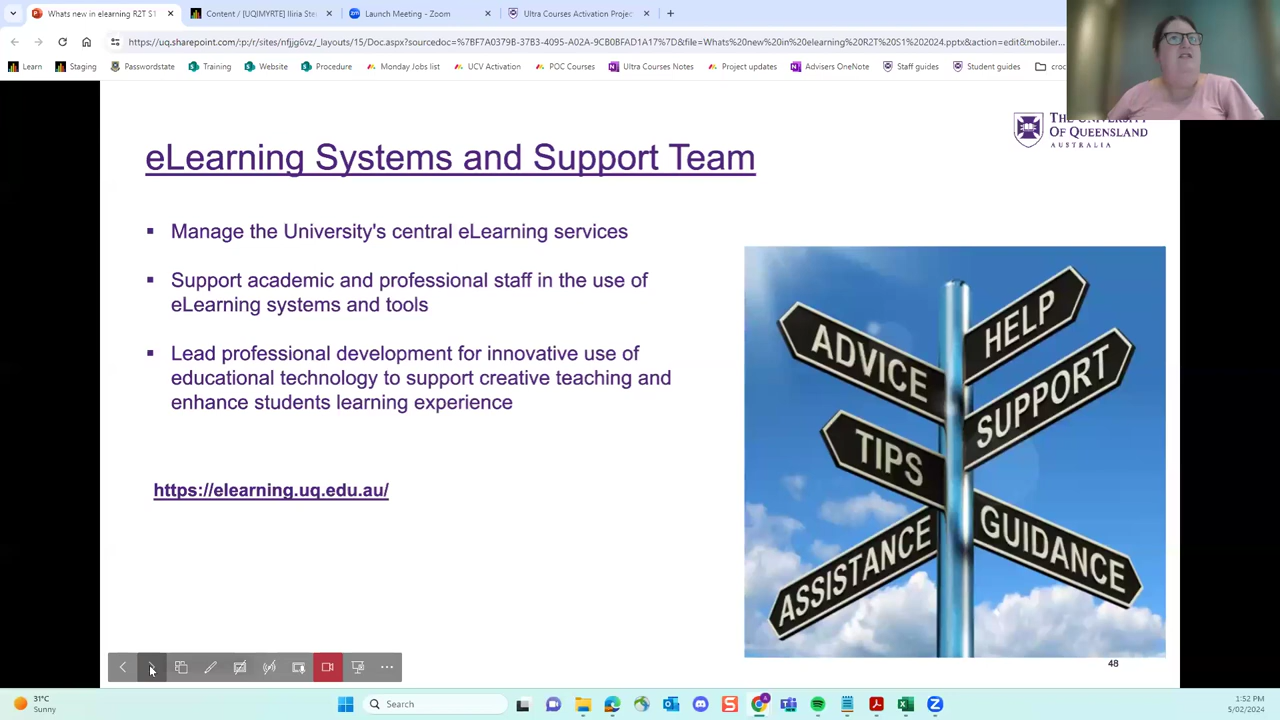 Whats new in elearning R2T S1
Content / [UQIMYRTE] Iliria Ste
Launch Meeting - Zoom
Ultra Courses Activation Projec
https://uq.sharepoint.com/:p:/r/sites/nfjjg6vz/_layouts/15/Doc.aspx?sourcedoc=%7BF7A0379B-37B3-4095-A02A-9CB0BFAD1A17%7D&file=Whats%20new%20in%20elearning%20R2T%20S1%202024.pptx&action=edit&mobiler...
Learn
Staging
Passwordstate
Training
Website
Procedure
Monday Jobs list
UCV Activation
POC Courses
Ultra Courses Notes
Project updates
Advisers OneNote
Staff guides
Student guides
croc
THE UNIVERSITY
OF QUEENSLAND
AUSTRALIA
eLearning Systems and Support Team
▪ Manage the University's central eLearning services
▪ Support academic and professional staff in the use of
eLearning systems and tools
▪ Lead professional development for innovative use of
educational technology to support creative teaching and
enhance students learning experience
https://elearning.uq.edu.au/
HELP
ADVICE
SUPPORT
TIPS
GUIDANCE
ASSISTANCE
48
31°C
Sunny
Search
1:52 PM
5/02/2024